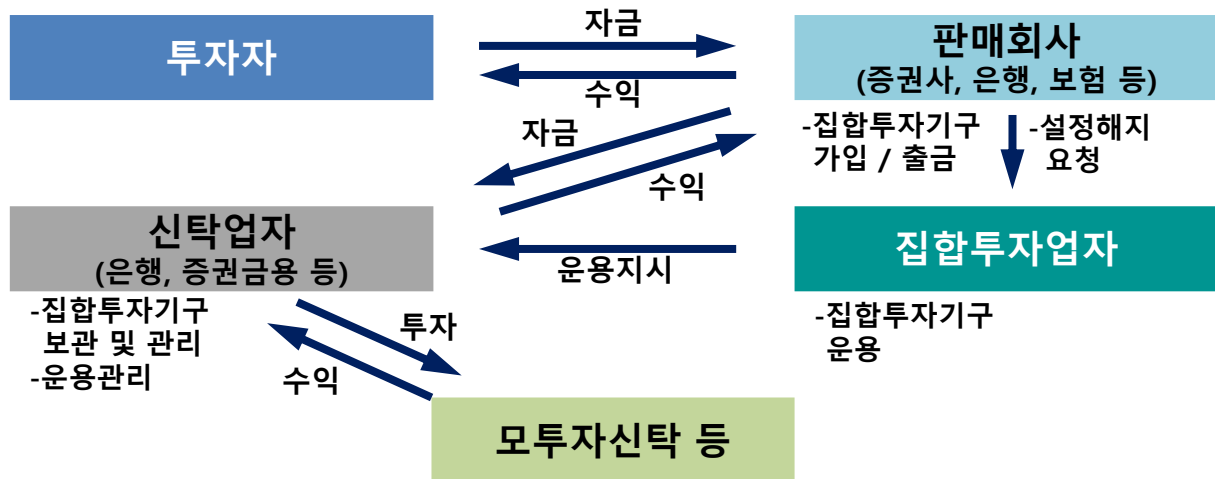 자금
투자자
판매회사
(증권사, 은행, 보험 등)
수익
자금
-집합투자기구
가입 / 출금
-설정해지
요청
수익
신탁업자
(은행, 증권금융 등)
운용지시
집합투자업자
-집합투자기구
보관 및 관리
-운용관리
투자
수익
-집합투자기구
운용
모투자신탁 등